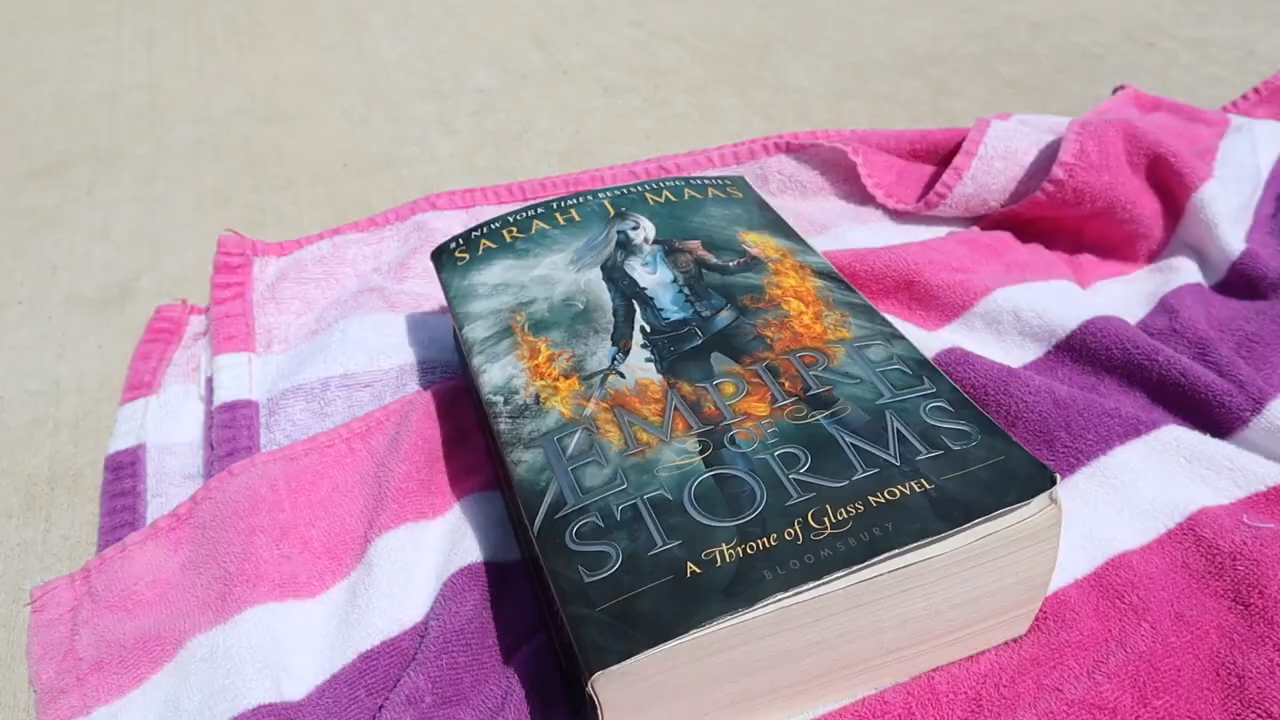 #1 NEW YORK TIMES BESTSELLING SERIES
SARAH J. MAAS
EMPIRE
OF
STORMS
A Throne of Glass NOVEL
BLOOMSBURY